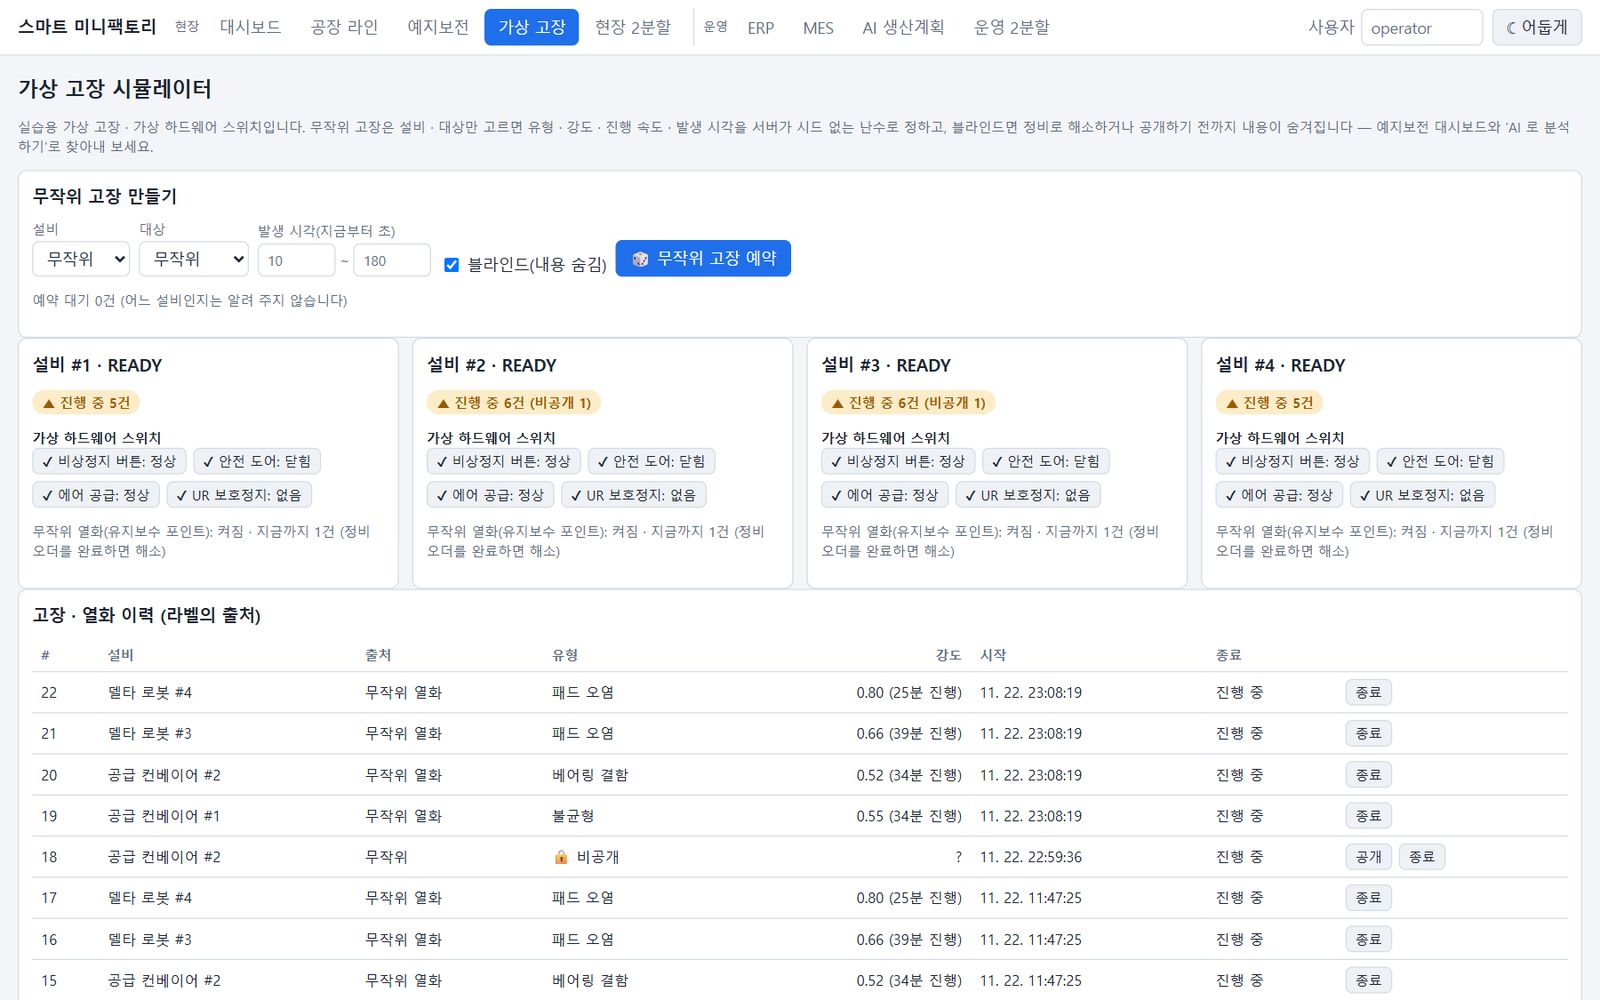 스마트 미니팩토리 현장 대시보드 공장 라인 예지보전 가상 고장 현장 2분할 운영 ERP MES AI 생산계획 운영 2분할 사용자 operator ☾ 어둡게
가상 고장 시뮬레이터
실습용 가상 고장 · 가상 하드웨어 스위치입니다. 무작위 고장은 설비 · 대상만 고르면 유형 · 강도 · 진행 속도 · 발생 시각을 서버가 시드 없는 난수로 정하고, 블라인드면 정비로 해소하거나 공개하기 전까지 내용이 숨겨집니다 — 예지보전 대시보드와 'AI 로 분석
하기'로 찾아내 보세요.
무작위 고장 만들기
설비 대상 발생 시각(지금부터 초)
무작위 무작위 10 ~ 180 블라인드(내용 숨김) 🎲 무작위 고장 예약
예약 대기 0건 (어느 설비인지는 알려 주지 않습니다)
설비 #1 · READY
▲ 진행 중 5건
가상 하드웨어 스위치
✓ 비상정지 버튼: 정상 ✓ 안전 도어: 닫힘
✓ 에어 공급: 정상 ✓ UR 보호정지: 없음
무작위 열화(유지보수 포인트): 켜짐 · 지금까지 1건 (정비
오더를 완료하면 해소)
설비 #2 · READY
▲ 진행 중 6건 (비공개 1)
가상 하드웨어 스위치
✓ 비상정지 버튼: 정상 ✓ 안전 도어: 닫힘
✓ 에어 공급: 정상 ✓ UR 보호정지: 없음
무작위 열화(유지보수 포인트): 켜짐 · 지금까지 1건 (정비
오더를 완료하면 해소)
설비 #3 · READY
▲ 진행 중 6건 (비공개 1)
가상 하드웨어 스위치
✓ 비상정지 버튼: 정상 ✓ 안전 도어: 닫힘
✓ 에어 공급: 정상 ✓ UR 보호정지: 없음
무작위 열화(유지보수 포인트): 켜짐 · 지금까지 1건 (정비
오더를 완료하면 해소)
설비 #4 · READY
▲ 진행 중 5건
가상 하드웨어 스위치
✓ 비상정지 버튼: 정상 ✓ 안전 도어: 닫힘
✓ 에어 공급: 정상 ✓ UR 보호정지: 없음
무작위 열화(유지보수 포인트): 켜짐 · 지금까지 1건 (정비
오더를 완료하면 해소)
고장 · 열화 이력 (라벨의 출처)
# 설비 출처 유형 강도 시작 종료
22 델타 로봇 #4 무작위 열화 패드 오염 0.80 (25분 진행) 11. 22. 23:08:19 진행 중 종료
21 델타 로봇 #3 무작위 열화 패드 오염 0.66 (39분 진행) 11. 22. 23:08:19 진행 중 종료
20 공급 컨베이어 #2 무작위 열화 베어링 결함 0.52 (34분 진행) 11. 22. 23:08:19 진행 중 종료
19 공급 컨베이어 #1 무작위 열화 불균형 0.55 (34분 진행) 11. 22. 23:08:19 진행 중 종료
18 공급 컨베이어 #2 무작위 🔒 비공개 ? 11. 22. 22:59:36 진행 중 공개 종료
17 델타 로봇 #4 무작위 열화 패드 오염 0.80 (25분 진행) 11. 22. 11:47:25 진행 중 종료
16 델타 로봇 #3 무작위 열화 패드 오염 0.66 (39분 진행) 11. 22. 11:47:25 진행 중 종료
15 공급 컨베이어 #2 무작위 열화 베어링 결함 0.52 (34분 진행) 11. 22. 11:47:25 진행 중 종료